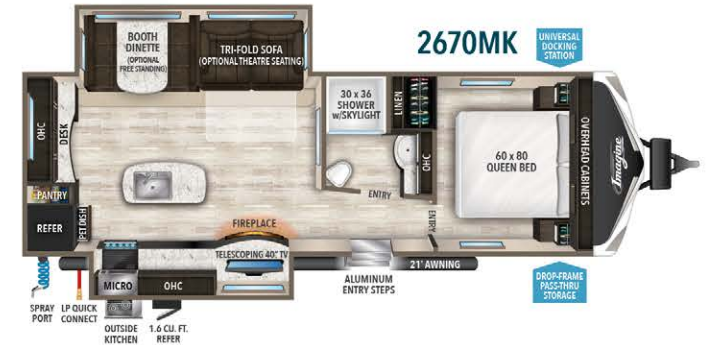 2670MK
UNIVERSAL
DOCKING
STATION
BOOTH
DINETTE
(OPTIONAL
FREE STANDING)
TRI-FOLD SOFA
(OPTIONAL THEATRE SEATING)
30 x 36
SHOWER
w/SKYLIGHT
LINEN
OHC
DESK
OHC
60 x 80
QUEEN BED
OVERHEAD CABINETS
Imagine
PANTRY
REFER
PET DISH
ENTRY
ENTRY
FIREPLACE
TELESCOPING 40" TV
MICRO
OHC
21' AWNING
ALUMINUM
ENTRY STEPS
DROP-FRAME
PASS-THRU
STORAGE
SPRAY
PORT
LP QUICK
CONNECT
OUTSIDE
KITCHEN
1.6 CU. FT.
REFER